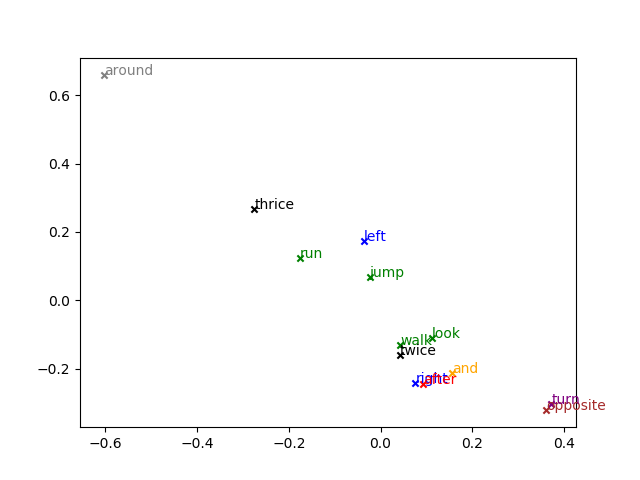 around
0.6
0.4
thrice
0.2
left
run
jump
0.0
look
walk
twice
−0.2
and
right
after
turn
opposite
−0.6
−0.4
−0.2
0.0
0.2
0.4